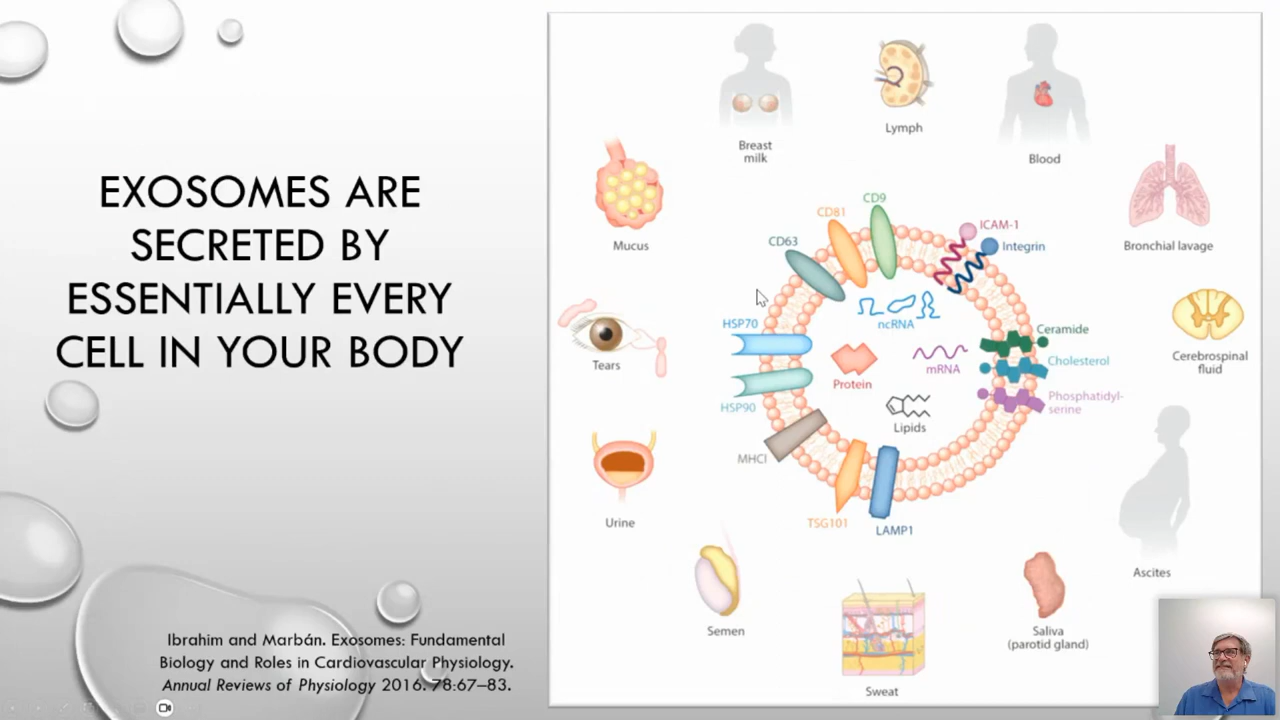 EXOSOMES ARE
SECRETED BY
ESSENTIALLY EVERY
CELL IN YOUR BODY
Ibrahim and Marbán. Exosomes: Fundamental
Biology and Roles in Cardiovascular Physiology.
Annual Reviews of Physiology 2016. 78:67–83.
Breast
milk
Lymph
Blood
Mucus
Bronchial lavage
Tears
Cerebrospinal
fluid
Urine
Ascites
Semen
Saliva
(parotid gland)
Sweat
CD9
CD81
CD63
ICAM-1
Integrin
HSP70
ncRNA
Ceramide
Cholesterol
mRNA
Protein
HSP90
Phosphatidyl-
serine
Lipids
MHCI
TSG101
LAMP1